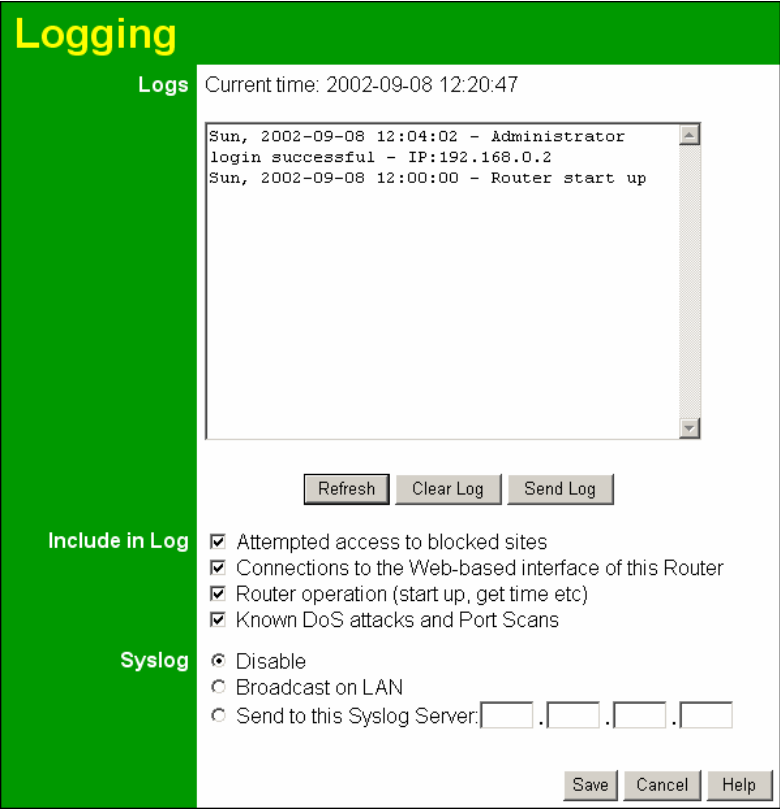 Logging
Logs Current time: 2002-09-08 12:20:47
Sun, 2002-09-08 12:04:02 - Administrator
login successful - IP:192.168.0.2
Sun, 2002-09-08 12:00:00 - Router start up
Refresh Clear Log Send Log
Include in Log Attempted access to blocked sites
Connections to the Web-based interface of this Router
Router operation (start up, get time etc)
Known DoS attacks and Port Scans
Syslog Disable
Broadcast on LAN
Send to this Syslog Server: . . .
Save Cancel Help